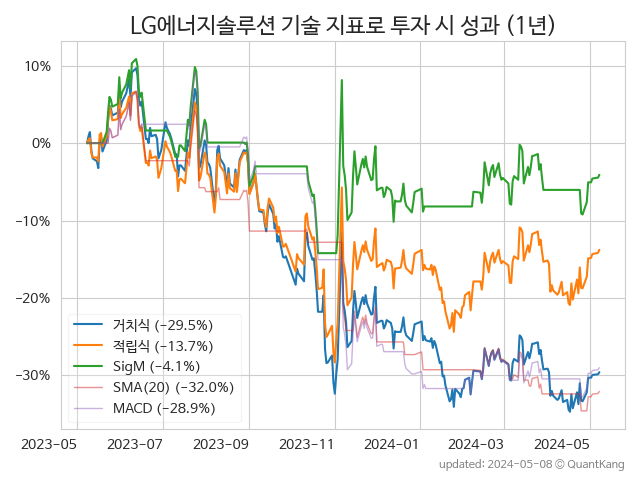 LG에너지솔루션 기술 지표로 투자 시 성과 (1년)
10%
0%
−10%
−20%
−30%
거치식 (−29.5%)
적립식 (−13.7%)
SigM (−4.1%)
SMA(20) (−32.0%)
MACD (−28.9%)
2023-05 2023-07 2023-09 2023-11 2024-01 2024-03 2024-05
updated: 2024-05-08 © QuantKang